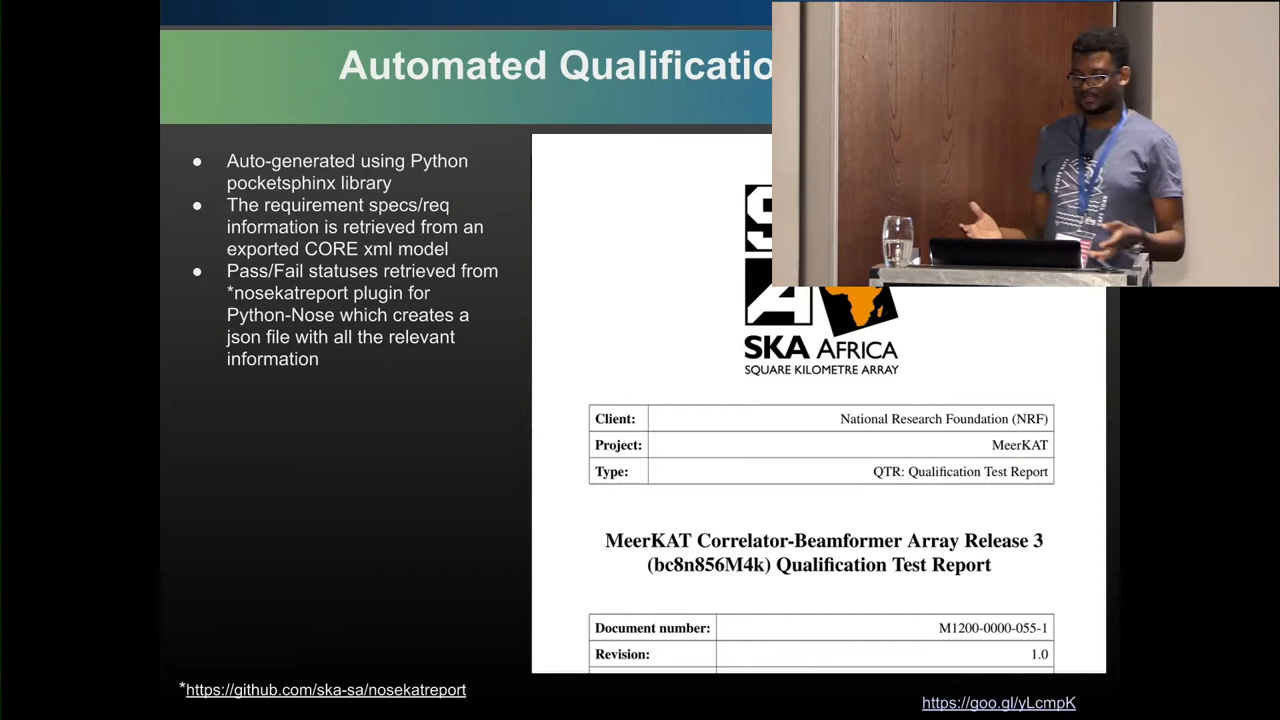 Automated Qualificatio
● Auto-generated using Python
pocketsphinx library
● The requirement specs/req
information is retrieved from an
exported CORE xml model
● Pass/Fail statuses retrieved from
*nosekatreport plugin for
Python-Nose which creates a
json file with all the relevant
information
S
A
SKA AFRICA
SQUARE KILOMETRE ARRAY
Client: National Research Foundation (NRF)
Project: MeerKAT
Type: QTR: Qualification Test Report
MeerKAT Correlator-Beamformer Array Release 3
(bc8n856M4k) Qualification Test Report
Document number: M1200-0000-055-1
Revision: 1.0
*https://github.com/ska-sa/nosekatreport
https://goo.gl/yLcmpK